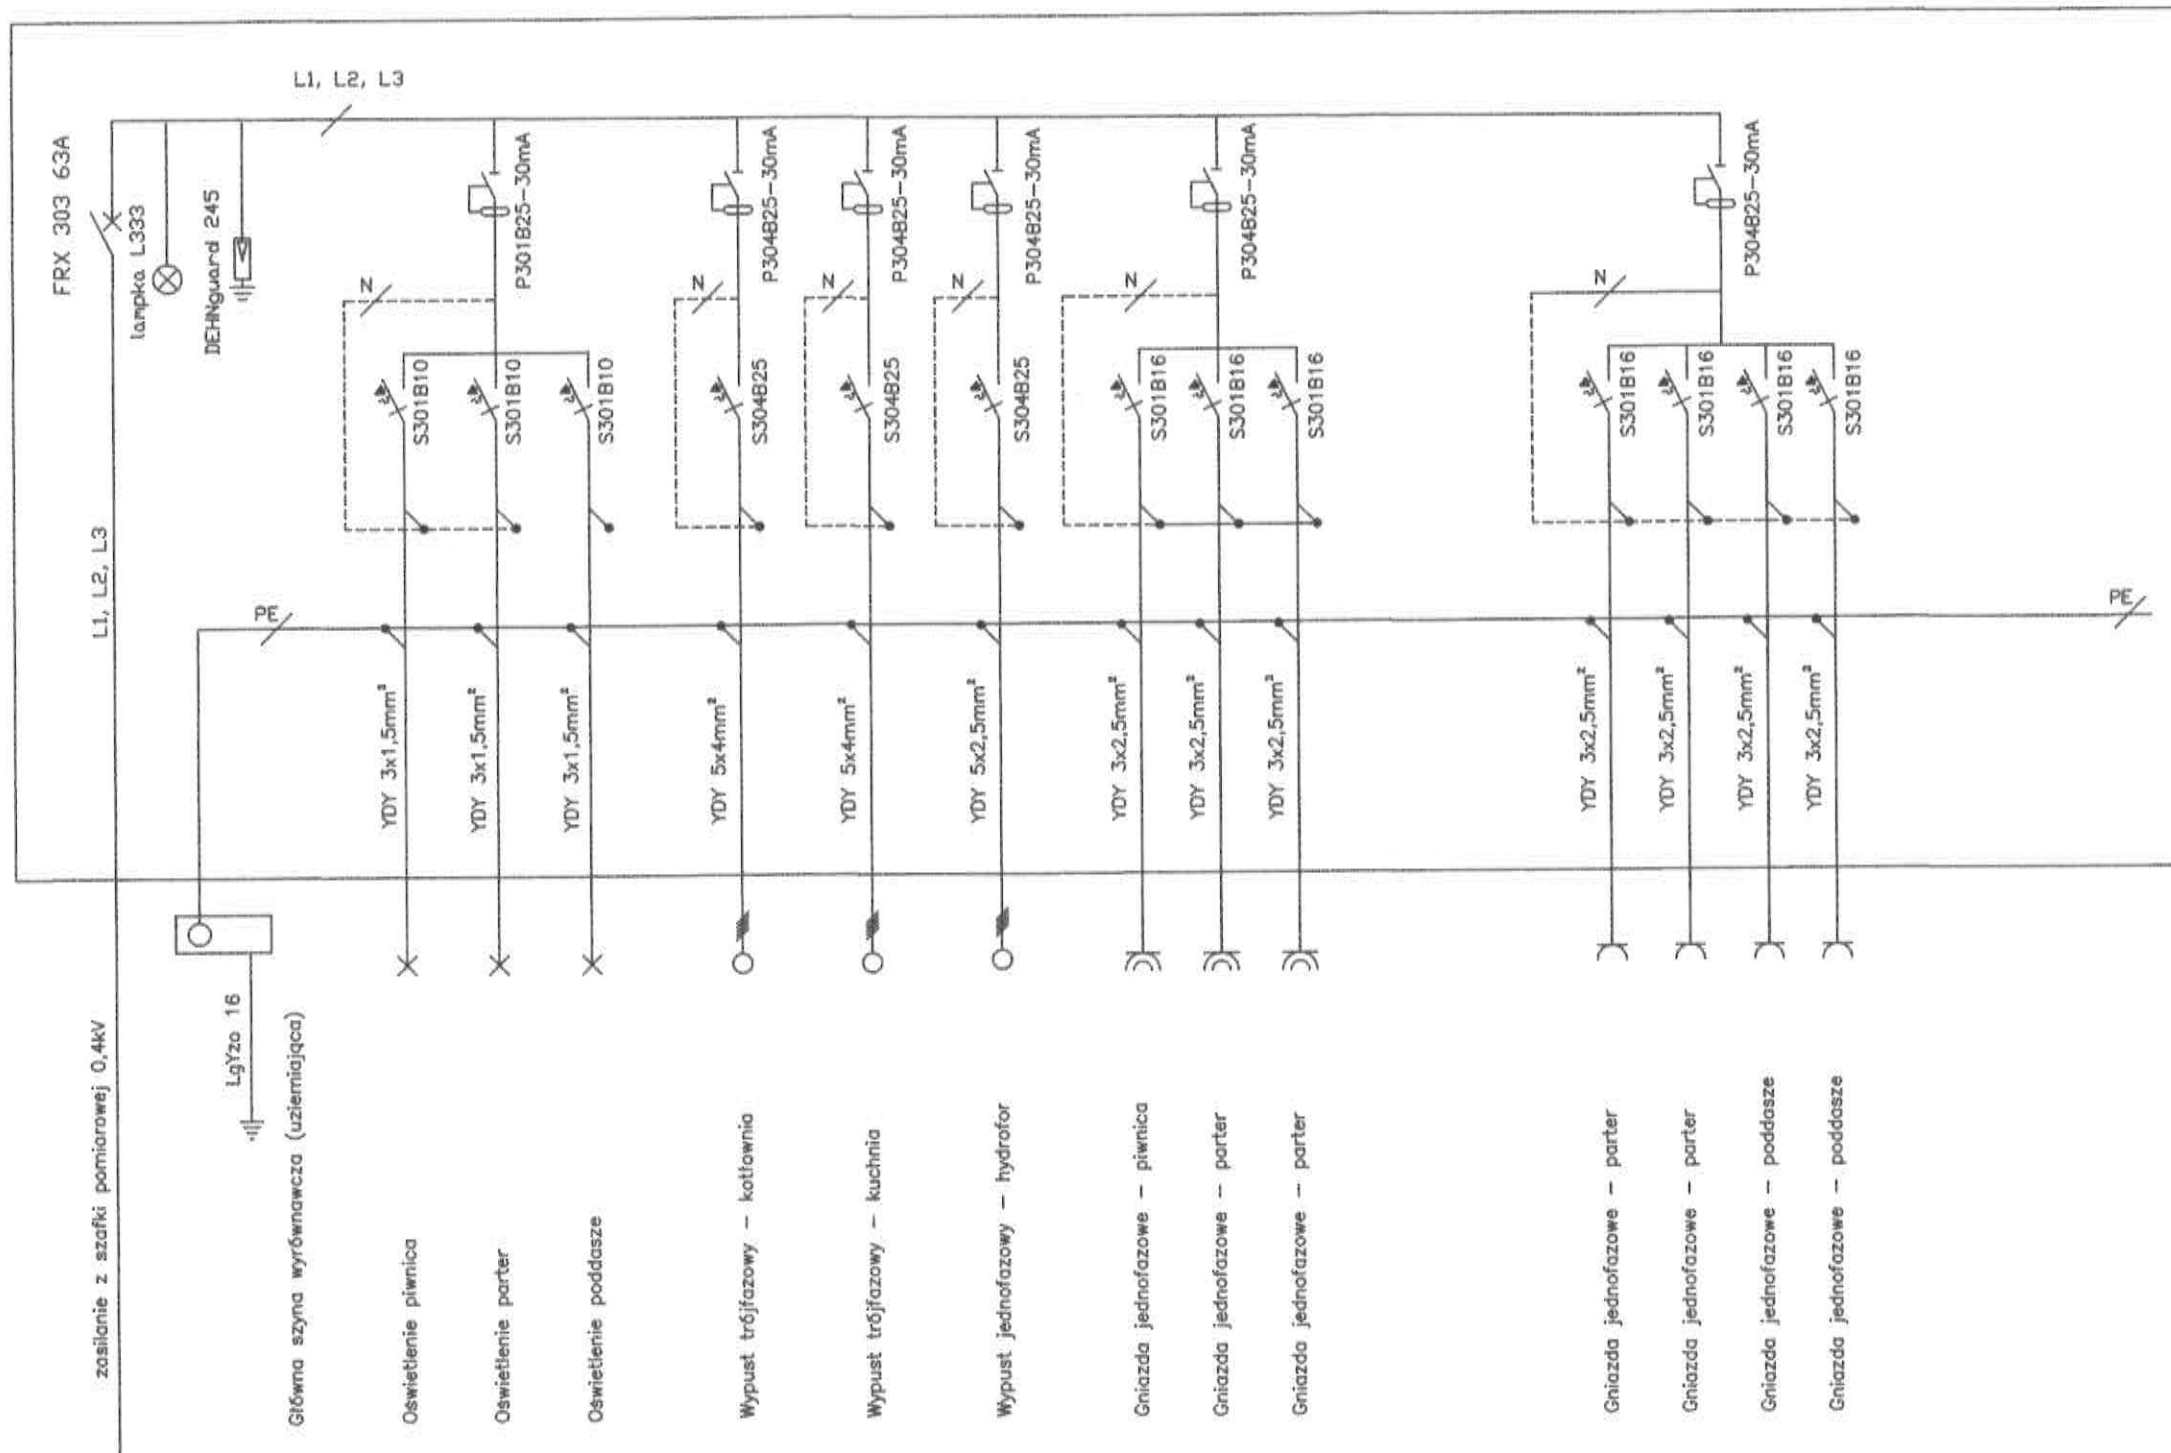 L1, L2, L3
FRX 303 63A
lampka L333
DEHNguard 245
P301B25-30mA
P304B25-30mA
P304B25-30mA
P304B25-30mA
P304B25-30mA
P304B25-30mA
N
N
N
N
N
N
S301B10
S301B10
S301B10
S304B25
S304B25
S304B25
S301B16
S301B16
S301B16
S301B16
S301B16
S301B16
S301B16
L1, L2, L3
PE
PE
YDY 3x1,5mm²
YDY 3x1,5mm²
YDY 3x1,5mm²
YDY 5x4mm²
YDY 5x4mm²
YDY 5x2,5mm²
YDY 3x2,5mm²
YDY 3x2,5mm²
YDY 3x2,5mm²
YDY 3x2,5mm²
YDY 3x2,5mm²
YDY 3x2,5mm²
YDY 3x2,5mm²
zasilanie z szafki pomiarowej 0,4kV
LgYżo 16
Główna szyna wyrównawcza (uziemiająca)
Oswietlenie piwnica
Oswietlenie parter
Oswietlenie poddasze
Wypust trójfazowy – kotłownia
Wypust trójfazowy – kuchnia
Wypust jednofazowy – hydrofor
Gniazda jednofazowe – piwnica
Gniazda jednofazowe – parter
Gniazda jednofazowe – parter
Gniazda jednofazowe – parter
Gniazda jednofazowe – parter
Gniazda jednofazowe – poddasze
Gniazda jednofazowe – poddasze